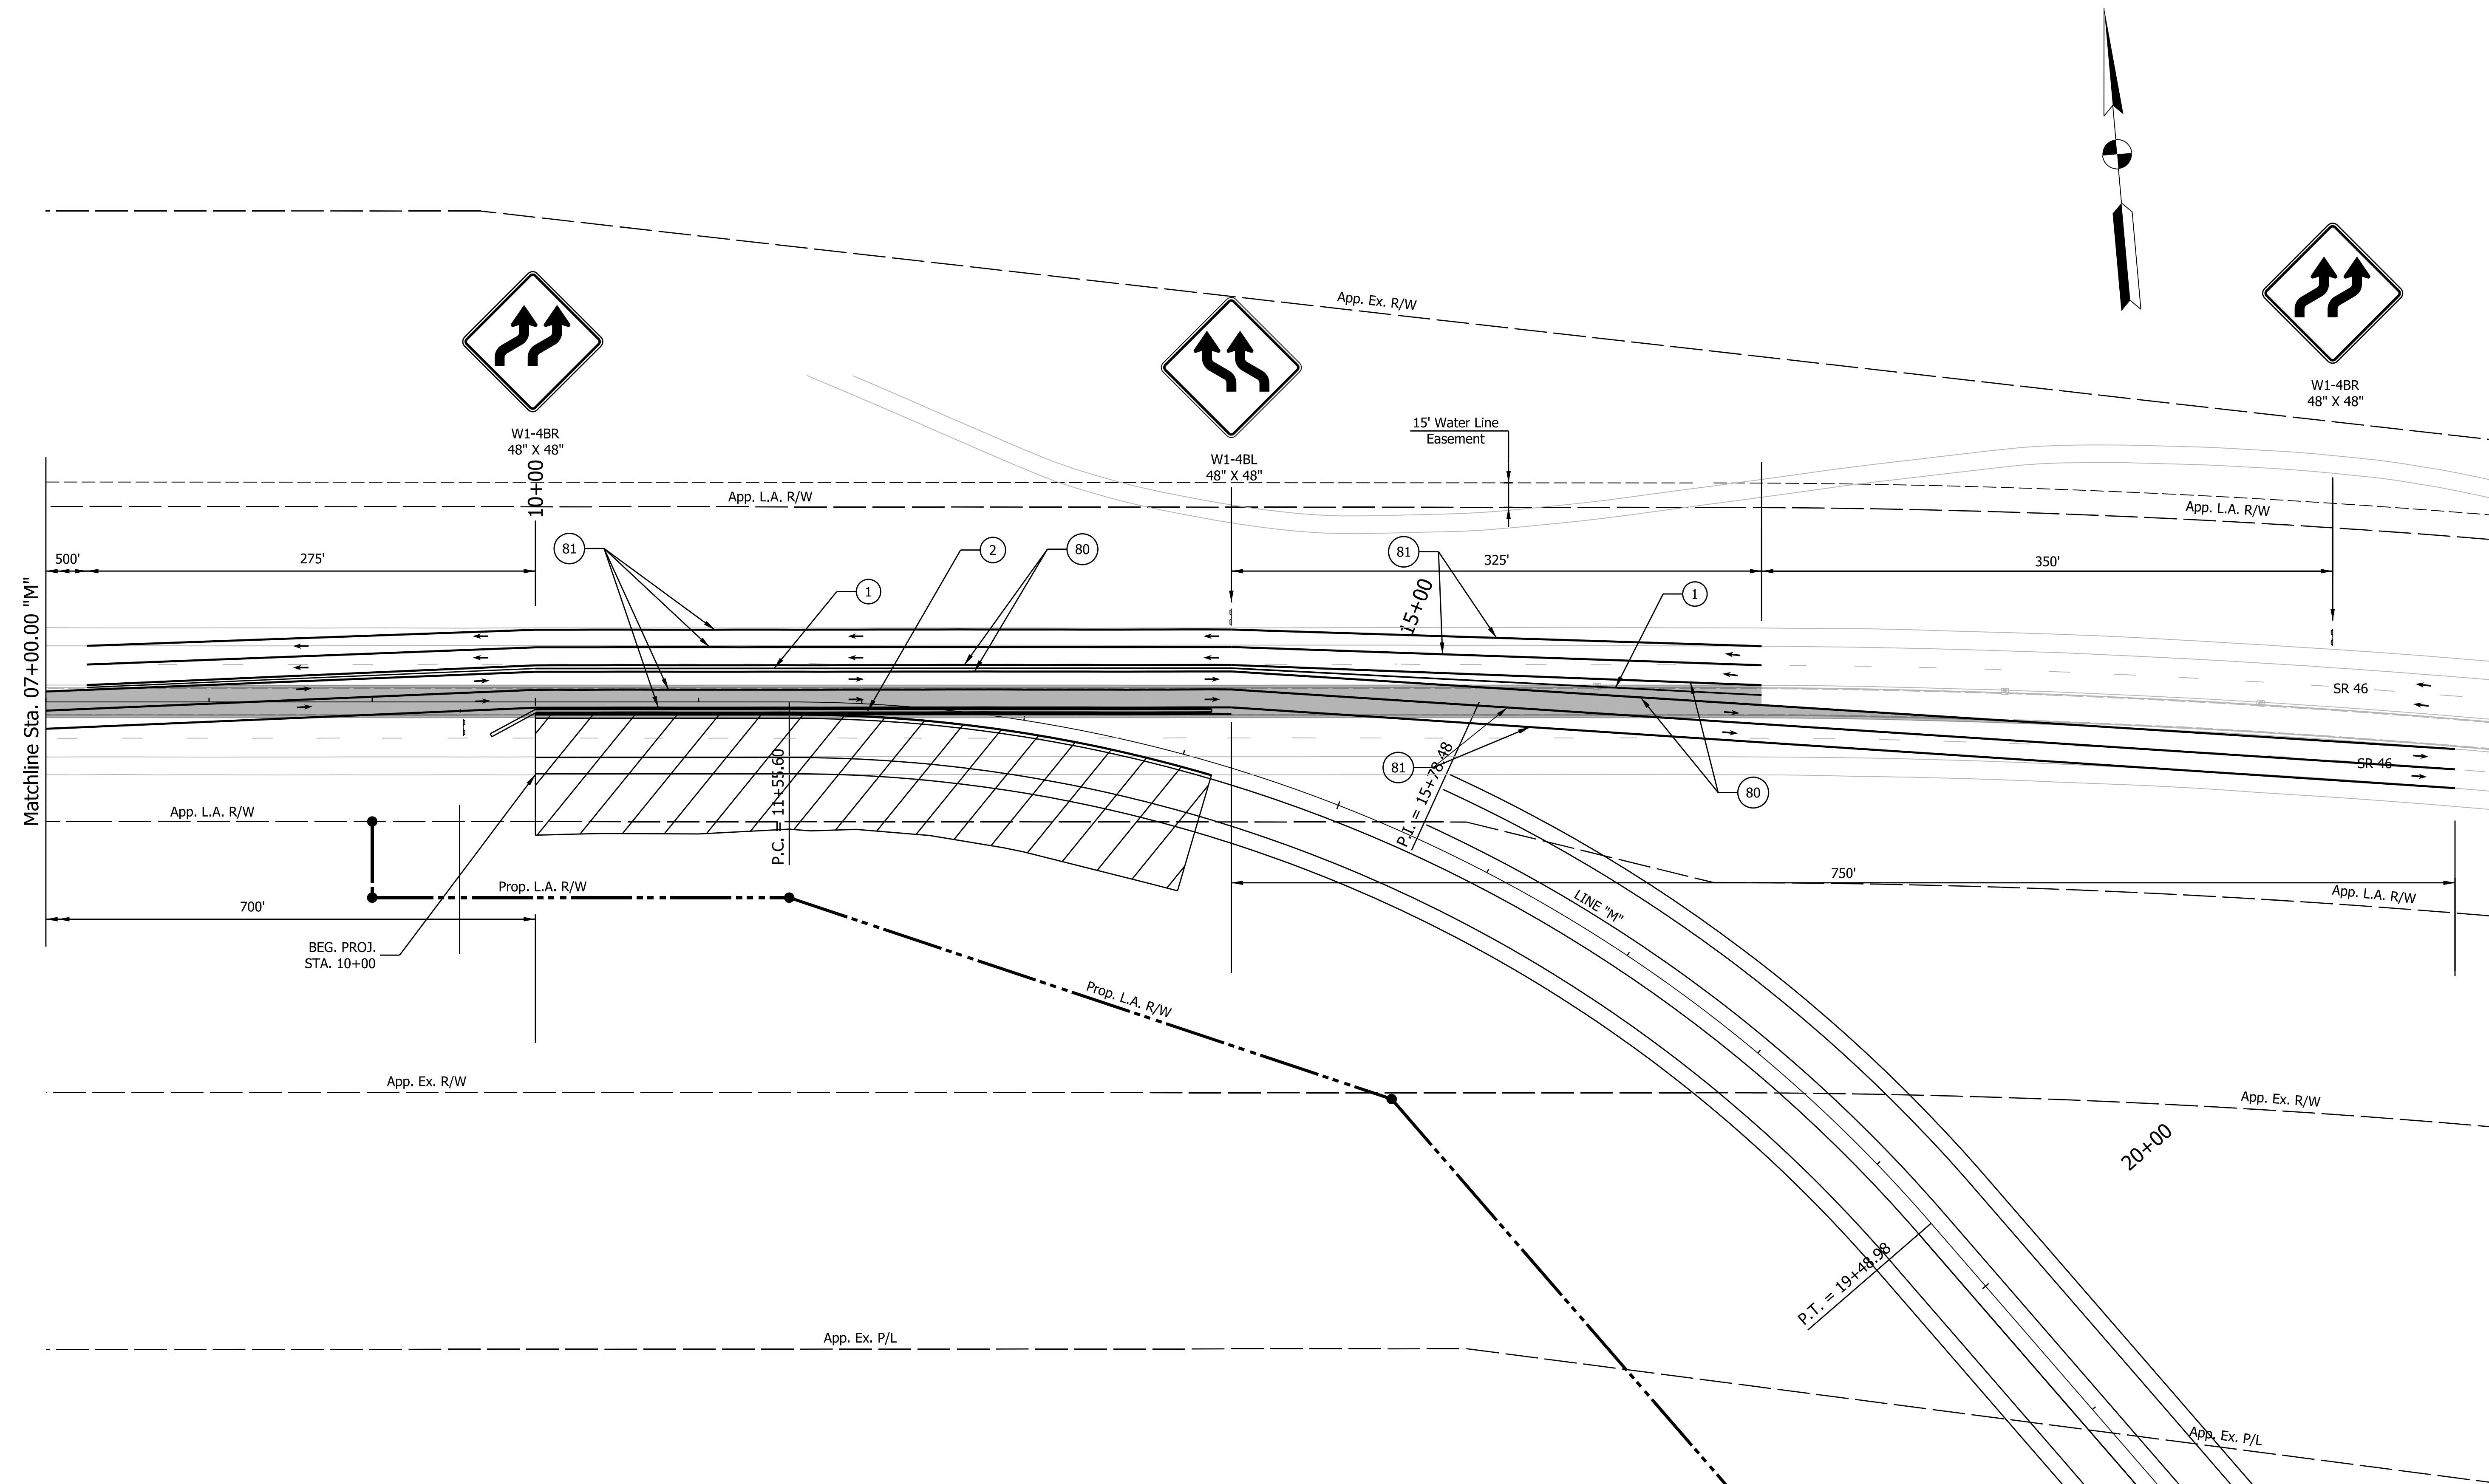 App. Ex. R/W
W1-4BR
48" X 48"
W1-4BR
48" X 48"
W1-4BL
48" X 48"
15' Water Line
Easement
10+00
App. L.A. R/W
App. L.A. R/W
500'
275'
81
2
80
81
325'
350'
1
15+00
1
Matchline Sta. 07+00.00 "M"
SR 46
SR 46
81
80
P.C. = 11+55.60
P.I. = 15+78.48
App. L.A. R/W
Prop. L.A. R/W
750'
App. L.A. R/W
700'
LINE "M"
BEG. PROJ.
STA. 10+00
Prop. L.A. R/W
App. Ex. R/W
App. Ex. R/W
20+00
P.T. = 19+48.98
App. Ex. P/L
App. Ex. P/L